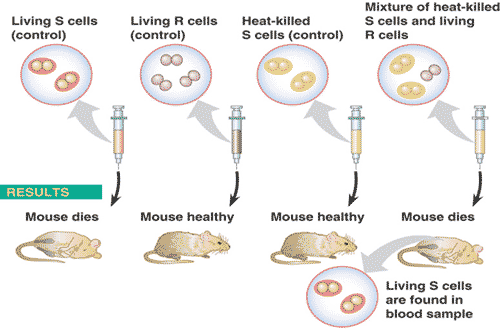 Living S cells
(control)
Living R cells
(control)
Heat-killed
S cells (control)
Mixture of heat-killed
S cells and living
R cells
RESULTS
Mouse dies
Mouse healthy
Mouse healthy
Mouse dies
Living S cells
are found in
blood sample